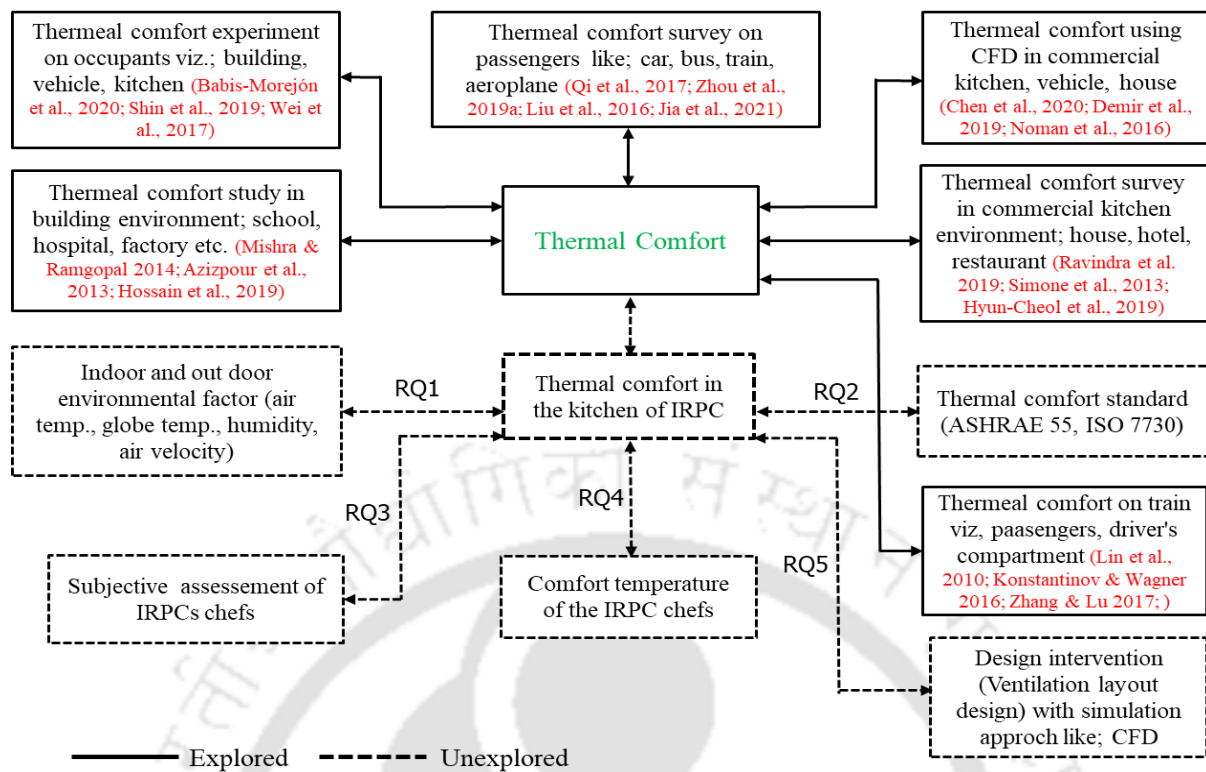 Thermeal comfort experiment
on occupants viz.; building,
vehicle, kitchen (Babis-Morejón
et al., 2020; Shin et al., 2019; Wei et
al., 2017)
Thermeal comfort survey on
passengers like; car, bus, train,
aeroplane (Qi et al., 2017; Zhou et al.,
2019a; Liu et al., 2016; Jia et al., 2021)
Thermeal comfort using
CFD in commercial
kitchen, vehicle, house
(Chen et al., 2020; Demir et al.,
2019; Noman et al., 2016)
Thermeal comfort study in
building environment; school,
hospital, factory etc. (Mishra &
Ramgopal 2014; Azizpour et al.,
2013; Hossain et al., 2019)
Thermal Comfort
Thermeal comfort survey
in commercial kitchen
environment; house, hotel,
restaurant (Ravindra et al.
2019; Simone et al., 2013;
Hyun-Cheol et al., 2019)
Indoor and out door
environmental factor (air
temp., globe temp., humidity,
air velocity)
RQ1
Thermal comfort in
the kitchen of IRPC
RQ2
Thermal comfort standard
(ASHRAE 55, ISO 7730)
RQ3
RQ4
RQ5
Thermeal comfort on train
viz, paasengers, driver's
compartment (Lin et al.,
2010; Konstantinov & Wagner
2016; Zhang & Lu 2017; )
Subjective assessement of
IRPCs chefs
Comfort temperature
of the IRPC chefs
Design intervention
(Ventilation layout
design) with simulation
approch like; CFD
Explored
Unexplored